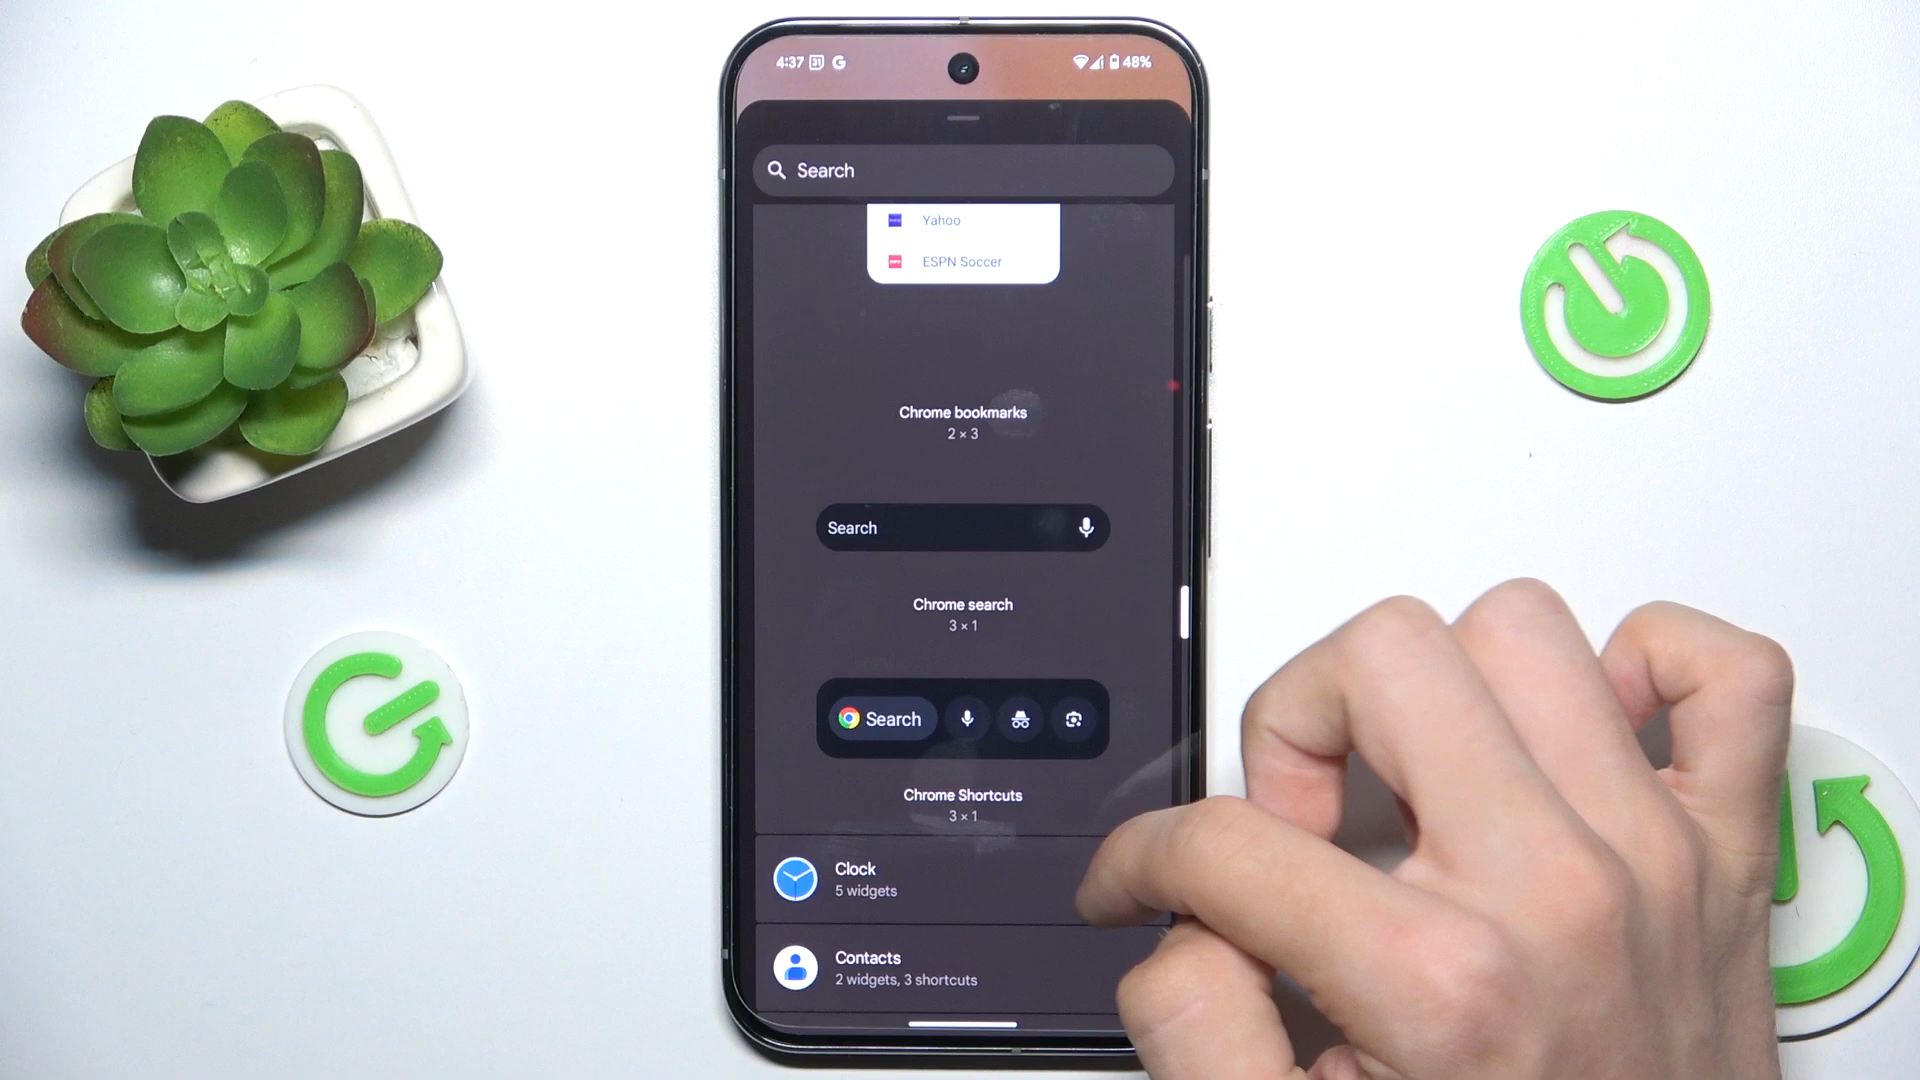 4:37 31 G 48%
Search
Yahoo
ESPN Soccer
Chrome bookmarks
2 × 3
Search
Chrome search
3 × 1
Search
Chrome Shortcuts
3 × 1
Clock
5 widgets
Contacts
2 widgets, 3 shortcuts